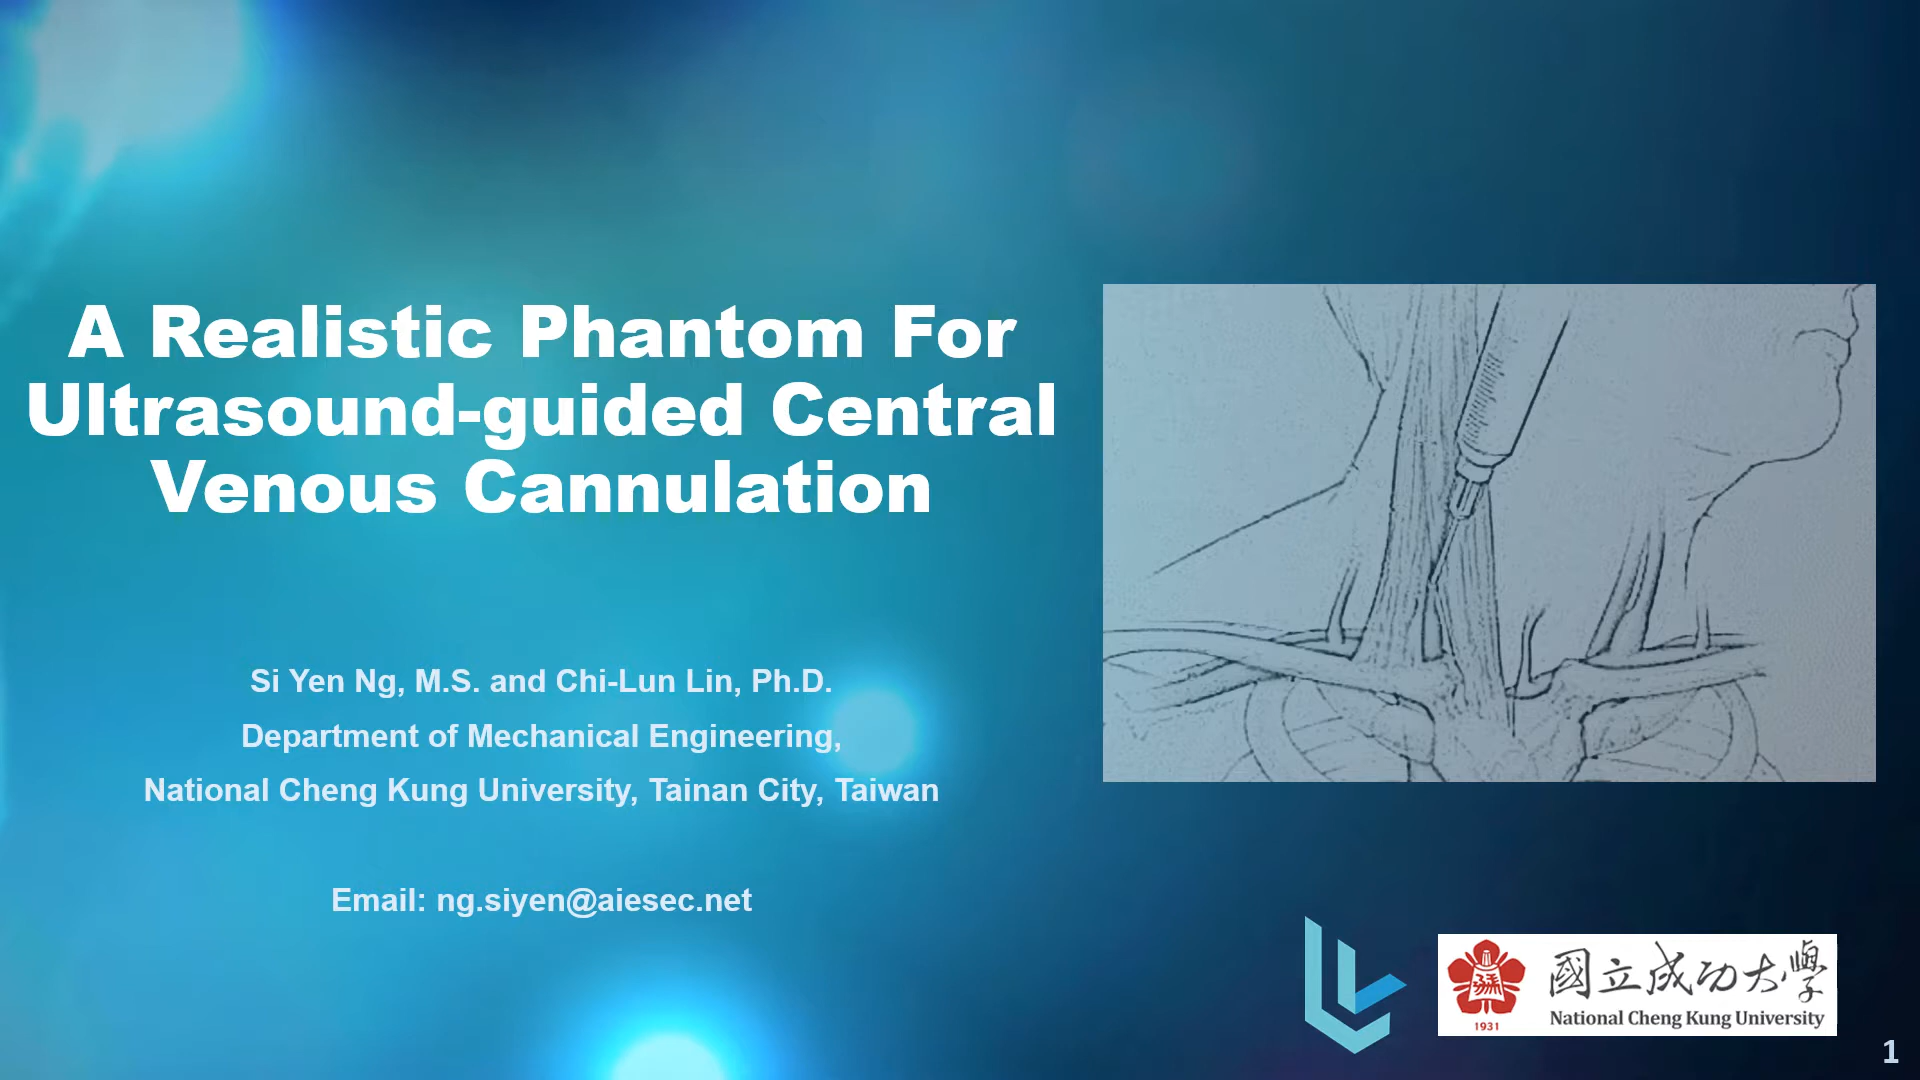 A Realistic Phantom For
Ultrasound-guided Central
Venous Cannulation
Si Yen Ng, M.S. and Chi-Lun Lin, Ph.D.
Department of Mechanical Engineering,
National Cheng Kung University, Tainan City, Taiwan
Email: ng.siyen@aiesec.net
國立成功大學
National Cheng Kung University
1931
1